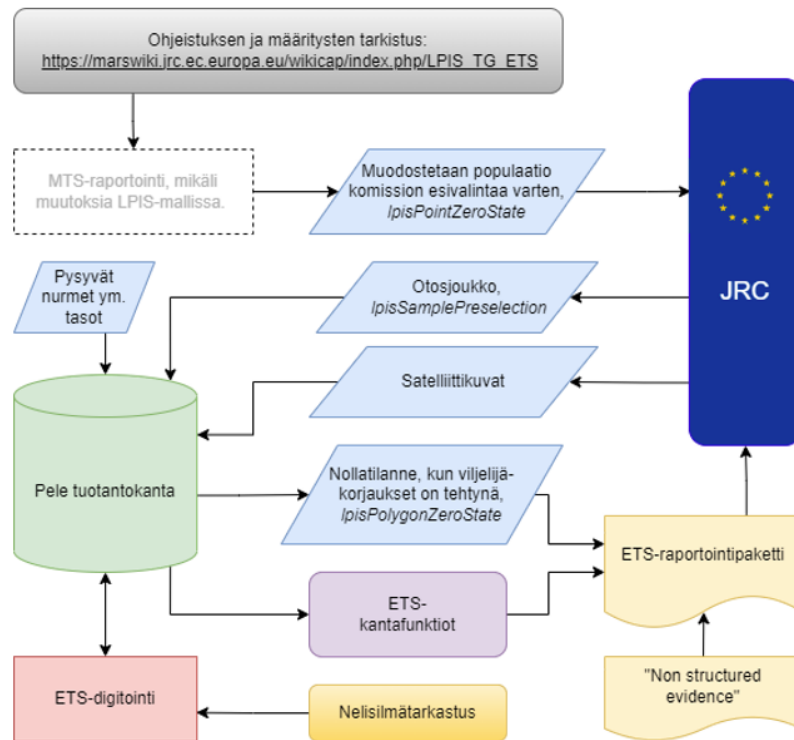 Ohjeistuksen ja määritysten tarkistus:
https://marswiki.jrc.ec.europa.eu/wikicap/index.php/LPIS_TG_ETS
MTS-raportointi, mikäli
muutoksia LPIS-mallissa.
Muodostetaan populaatio
komission esivalintaa varten,
lpisPointZeroState
JRC
Pysyvät
nurmet ym.
tasot
Otosjoukko,
lpisSamplePreselection
Satelliittikuvat
Pele tuotantokanta
Nollatilanne, kun viljelijä-
korjaukset on tehtynä,
lpisPolygonZeroState
ETS-raportointipaketti
ETS-
kantafunktiot
ETS-digitointi
Nelisilmätarkastus
"Non structured
evidence"